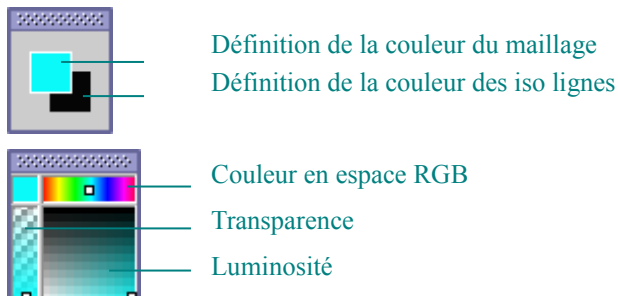 Définition de la couleur du maillage
Définition de la couleur des iso lignes
Couleur en espace RGB
Transparence
Luminosité